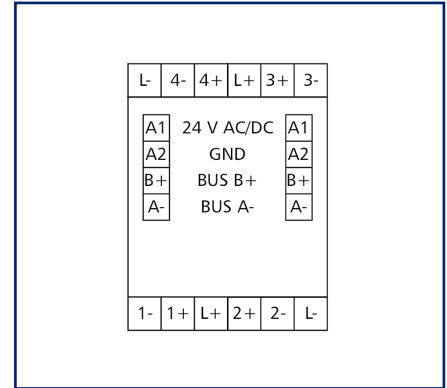 L- 4- 4+ L+ 3+ 3-
A1 24 V AC/DC A1
A2 GND A2
B+ BUS B+ B+
A- BUS A- A-
1- 1+ L+ 2+ 2- L-